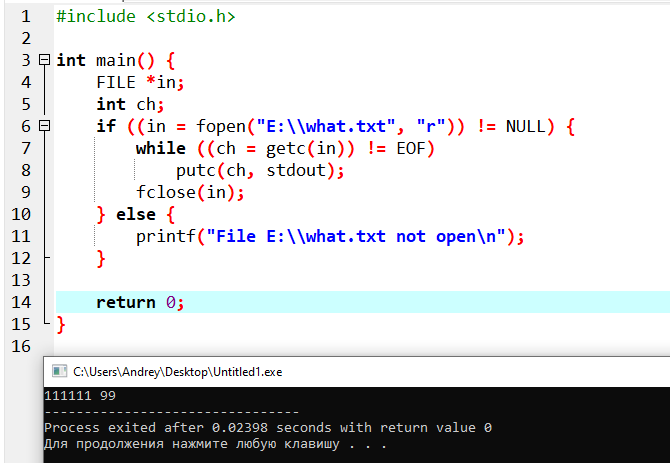 1 #include <stdio.h>
2
3 int main() {
4 FILE *in;
5 int ch;
6 if ((in = fopen("E:\\what.txt", "r")) != NULL) {
7 while ((ch = getc(in)) != EOF)
8 putc(ch, stdout);
9 fclose(in);
10 } else {
11 printf("File E:\\what.txt not open\n");
12 }
13
14 return 0;
15 }
16
C:\Users\Andrey\Desktop\Untitled1.exe
111111 99
--------------------------------
Process exited after 0.02398 seconds with return value 0
Для продолжения нажмите любую клавишу . . .